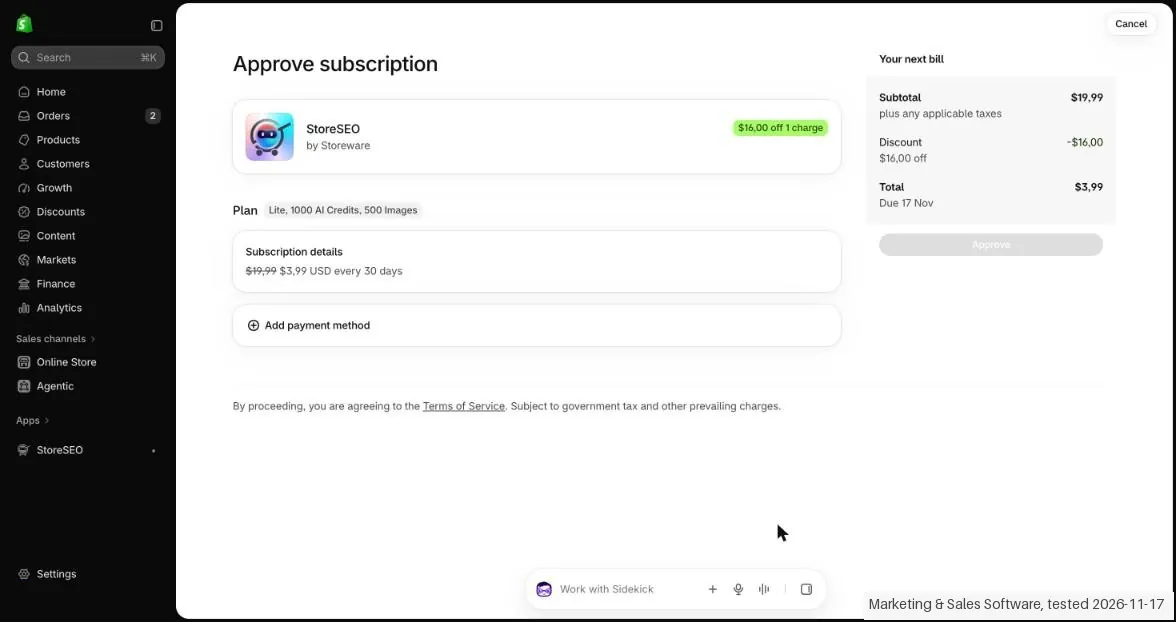 Search ⌘K
Home
Orders 2
Products
Customers
Growth
Discounts
Content
Markets
Finance
Analytics
Sales channels
Online Store
Agentic
Apps
StoreSEO
Settings
Cancel
Approve subscription
StoreSEO
by Storeware
$16,00 off 1 charge
Plan Lite, 1000 AI Credits, 500 Images
Subscription details
$19,99 $3,99 USD every 30 days
Add payment method
By proceeding, you are agreeing to the Terms of Service. Subject to government tax and other prevailing charges.
Your next bill
Subtotal $19,99
plus any applicable taxes
Discount -$16,00
$16,00 off
Total $3,99
Due 17 Nov
Approve
Work with Sidekick
Marketing & Sales Software, tested 2026-11-17